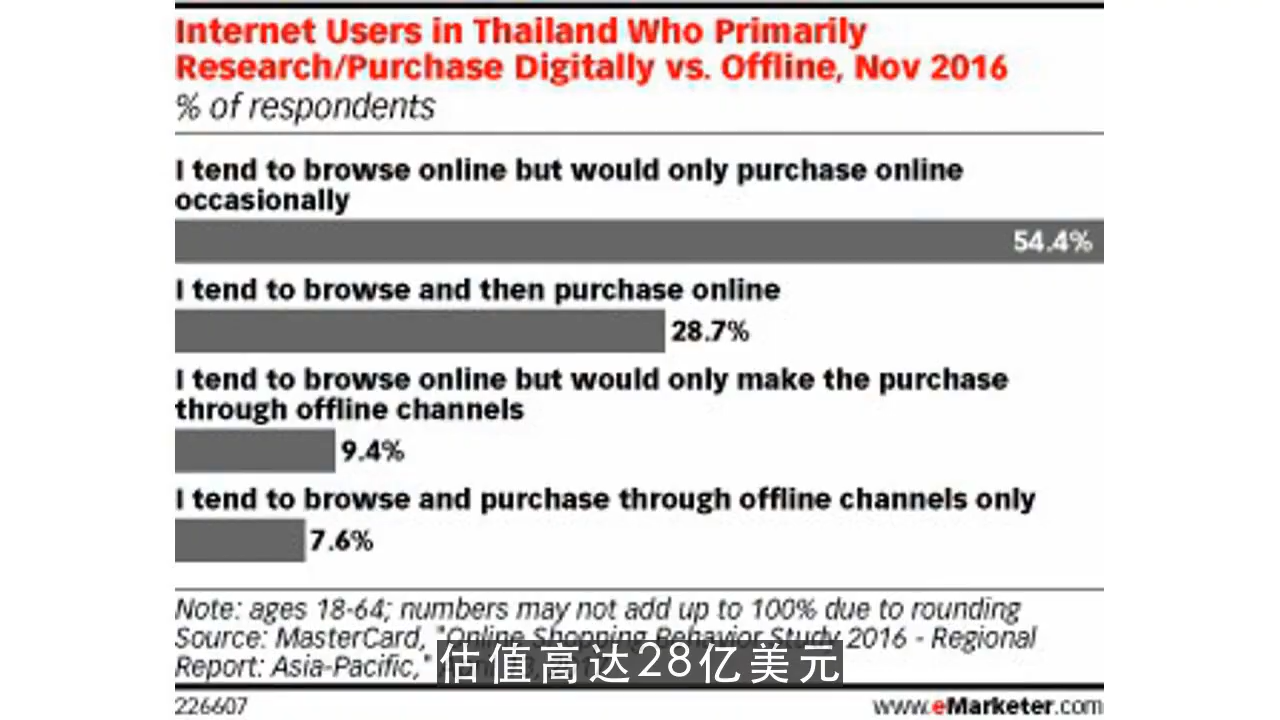 Internet Users in Thailand Who Primarily
Research/Purchase Digitally vs. Offline, Nov 2016
% of respondents
I tend to browse online but would only purchase online
occasionally
54.4%
I tend to browse and then purchase online
28.7%
I tend to browse online but would only make the purchase
through offline channels
9.4%
I tend to browse and purchase through offline channels only
7.6%
Note: ages 18-64; numbers may not add up to 100% due to rounding
Source: MasterCard, "Online Shopping Behavior Study 2016 - Regional
Report: Asia-Pacific,"
估值高达28亿美元
226607
www.eMarketer.com